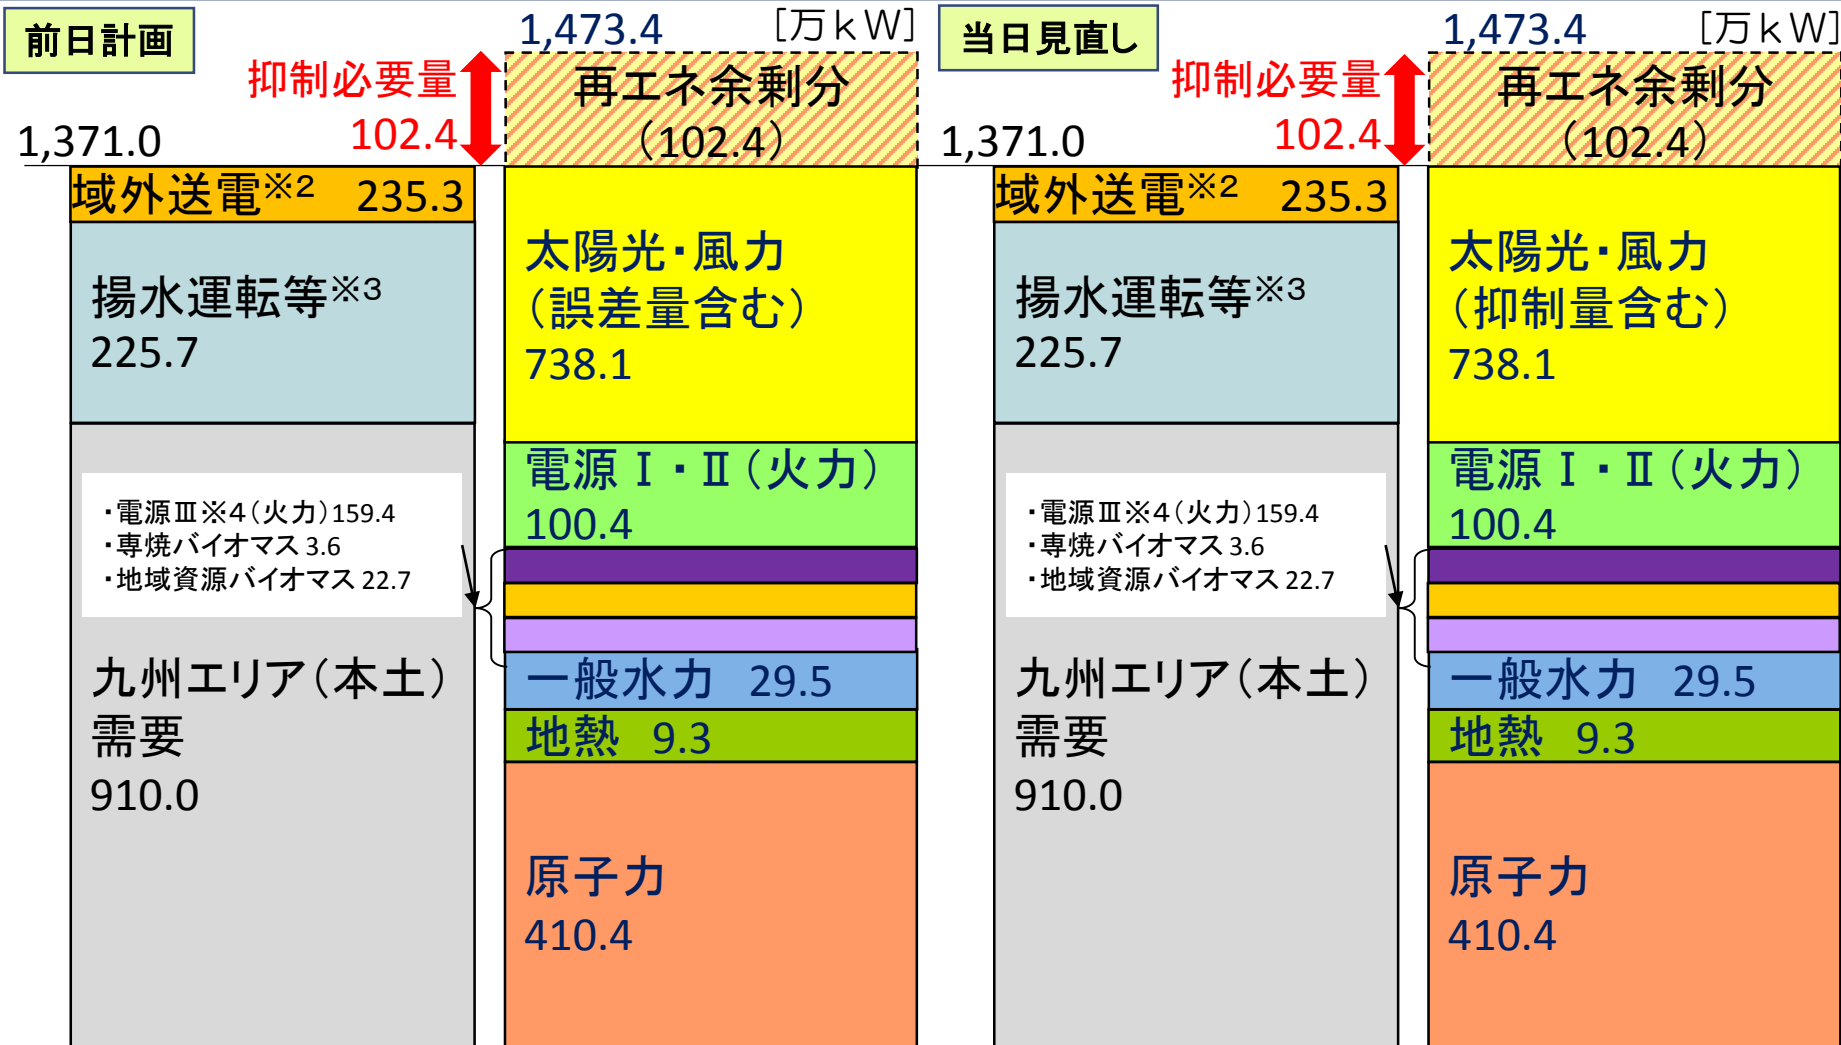 前日計画
1,473.4
[万kW]
抑制必要量
102.4
再エネ余剰分
(102.4)
1,371.0
域外送電※2 235.3
揚水運転等※3
225.7
太陽光・風力
(誤差量含む)
738.1
電源Ⅰ・Ⅱ(火力)
100.4
・電源Ⅲ※4(火力)159.4
・専焼バイオマス 3.6
・地域資源バイオマス 22.7
九州エリア(本土)
需要
910.0
一般水力 29.5
地熱 9.3
原子力
410.4
当日見直し
1,473.4
[万kW]
抑制必要量
102.4
再エネ余剰分
(102.4)
1,371.0
域外送電※2 235.3
揚水運転等※3
225.7
太陽光・風力
(抑制量含む)
738.1
電源Ⅰ・Ⅱ(火力)
100.4
・電源Ⅲ※4(火力)159.4
・専焼バイオマス 3.6
・地域資源バイオマス 22.7
九州エリア(本土)
需要
910.0
一般水力 29.5
地熱 9.3
原子力
410.4